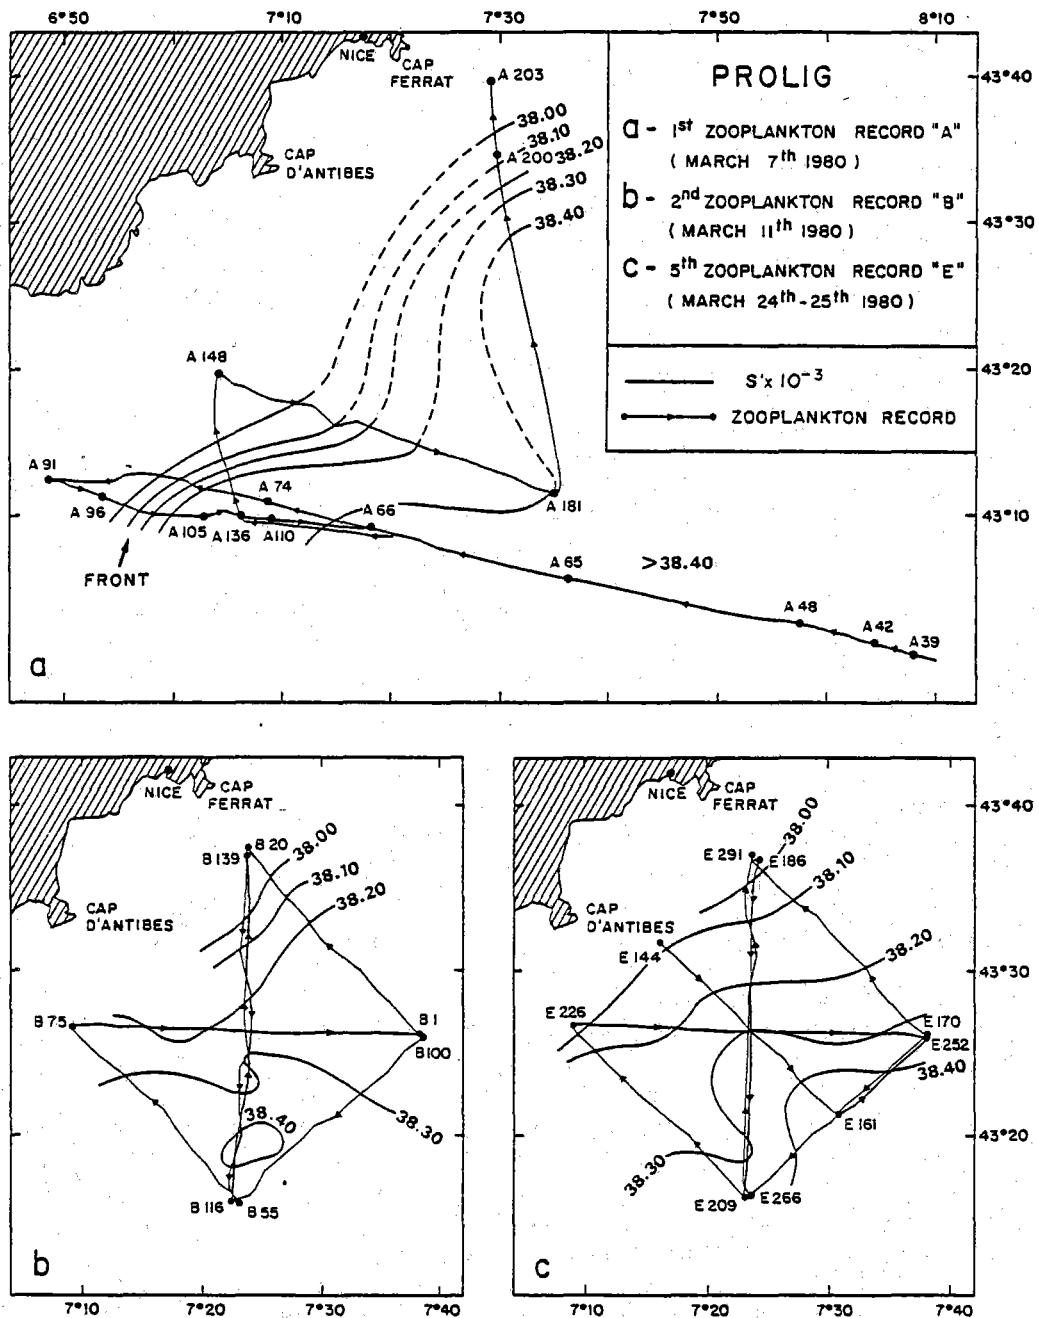 6°50 7°10 7°30 7°50 8°10
NICE
CAP
FERRAT
A 203
43°40
PROLIG
38.00
38.10
a - 1st ZOOPLANKTON RECORD "A"
( MARCH 7th 1980 )
CAP
D'ANTIBES
A 200
38.20
38.30
b - 2nd ZOOPLANKTON RECORD "B"
( MARCH 11th 1980 )
38.40
43°30
c - 5th ZOOPLANKTON RECORD "E"
( MARCH 24th - 25th 1980 )
A 148
43°20
S'x 10-3
ZOOPLANKTON RECORD
A 91
A 74
A 96
A 66
A 181
A105 A136 A110
43°10
FRONT
A 65
>38.40
A 48
A 42
A39
a
NICE
CAP
FERRAT
B 20
B 139
38.00
38.10
38.20
CAP
D'ANTIBES
B 75
B 1
B100
38.40
38.30
B 116
B 55
b
7°10 7°20 7°30 7°40
NICE
CAP
FERRAT
38.00
43°40
E 291
E 186
38.10
CAP
D'ANTIBES
E 144
38.20
43°30
E 226
E 170
E 252
38.40
E 161
43°20
38.30
E 209
E 266
c
7°10 7°20 7°30 7°40